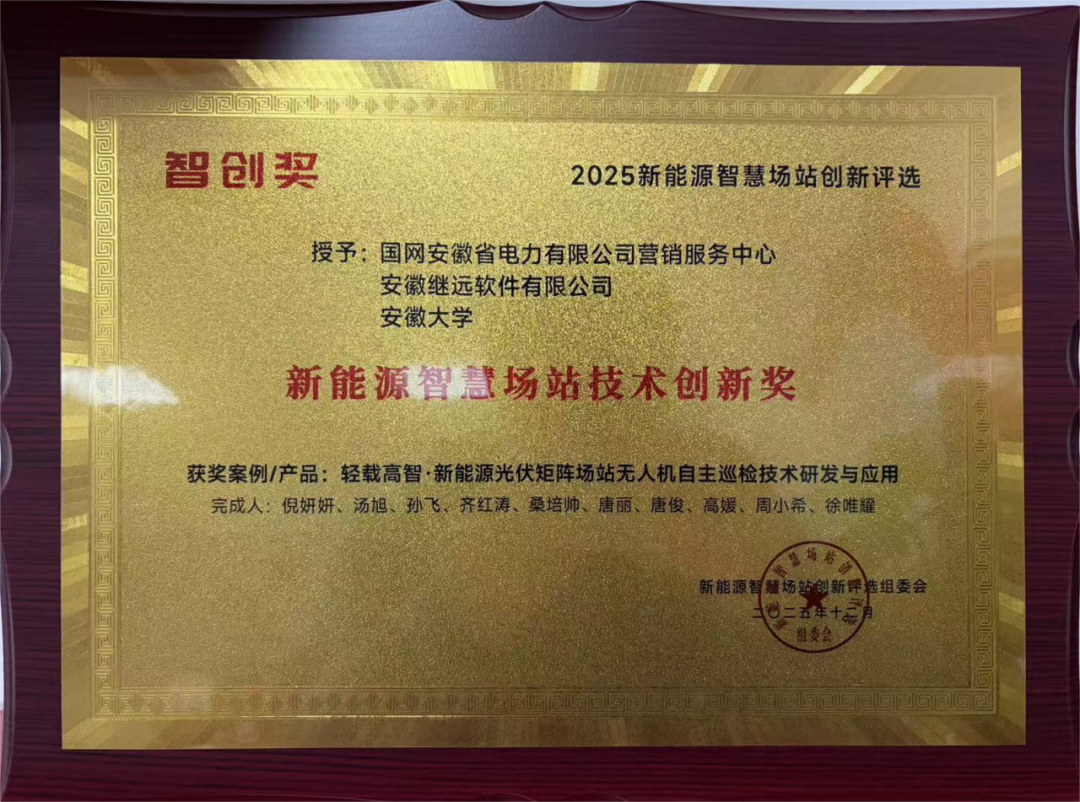 智创奖
2025新能源智慧场站创新评选
授予：国网安徽省电力有限公司营销服务中心
安徽继远软件有限公司
安徽大学
新能源智慧场站技术创新奖
获奖案例/产品：轻载高智·新能源光伏矩阵场站无人机自主巡检技术研发与应用
完成人：倪妍妍、汤旭、孙飞、齐红涛、桑培帅、唐丽、唐俊、高媛、周小希、徐唯耀
新能源智慧场站创新评选组委会
二〇二五年十二月
组委会